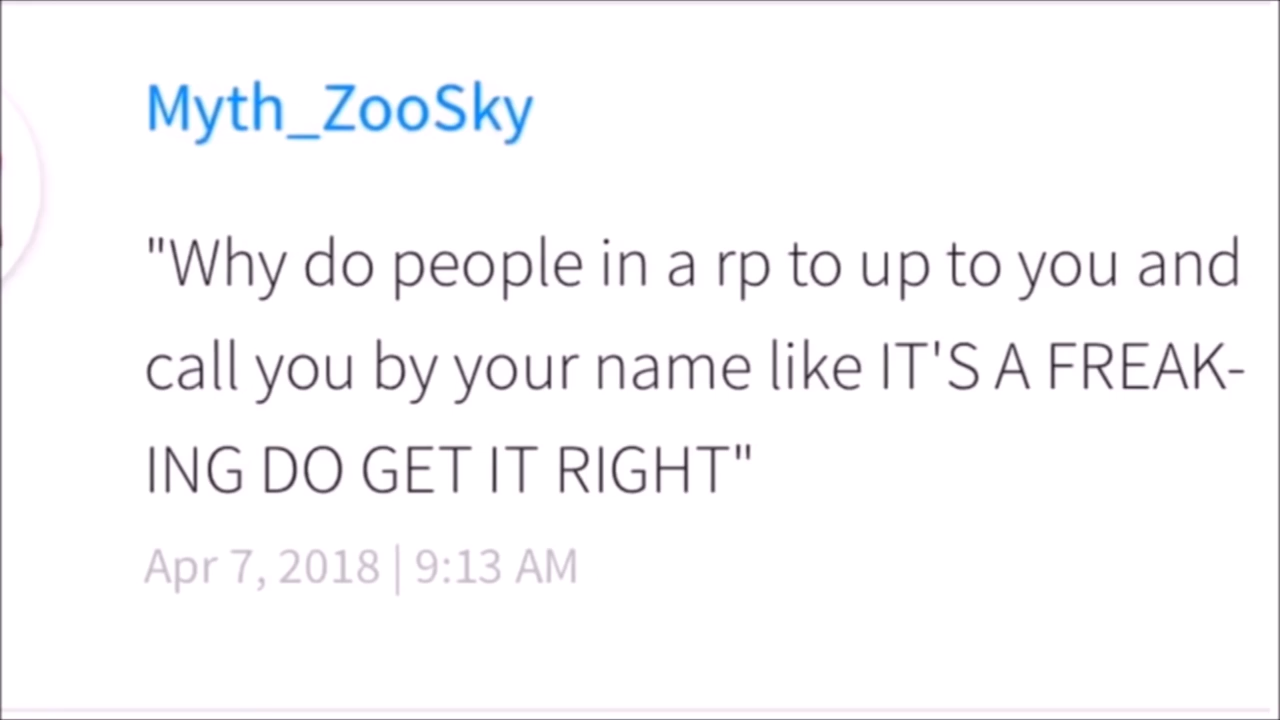 Myth_ZooSky
"Why do people in a rp to up to you and
call you by your name like IT'S A FREAK-
ING DO GET IT RIGHT"
Apr 7, 2018 | 9:13 AM